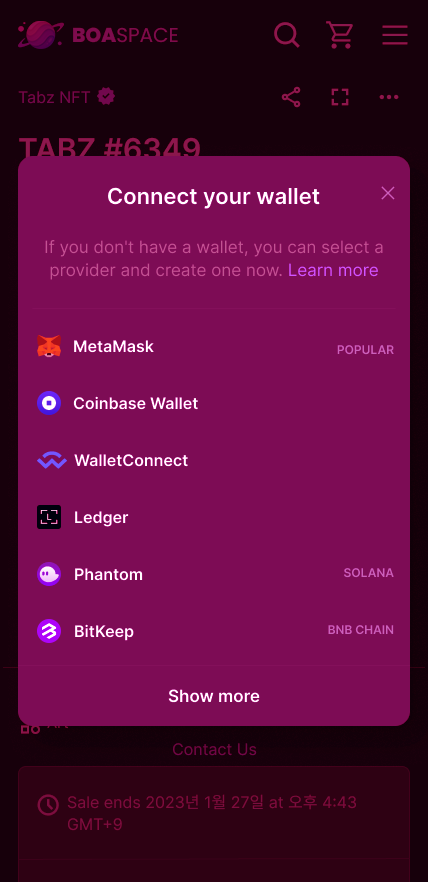 BOASPACE
Tabz NFT
TABZ #6349
Connect your wallet
If you don't have a wallet, you can select a
provider and create one now. Learn more
MetaMask
POPULAR
Coinbase Wallet
WalletConnect
Ledger
Phantom
SOLANA
BitKeep
BNB CHAIN
Show more
Contact Us
Sale ends 2023년 1월 27일 at 오후 4:43
GMT+9